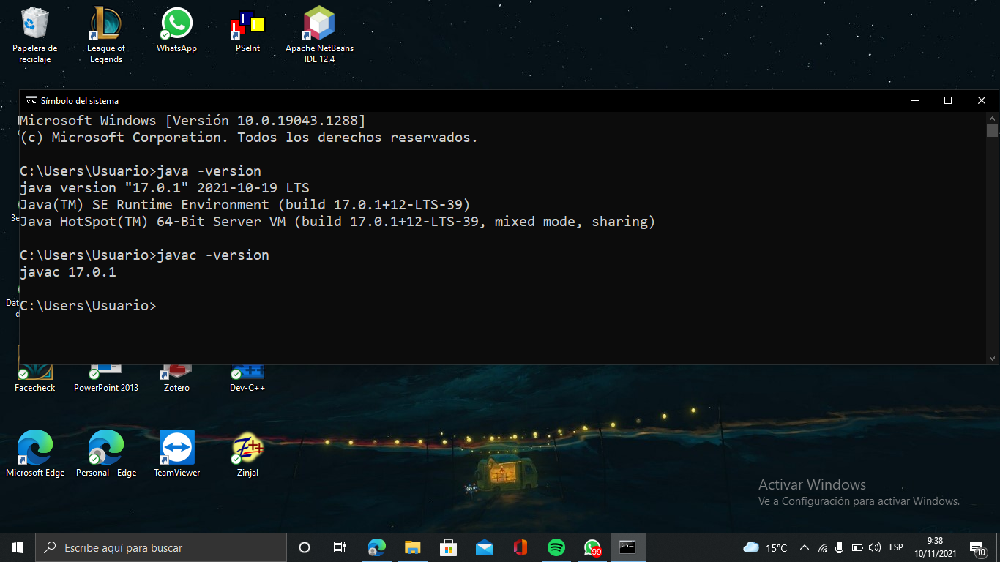 Papelera de
reciclaje
League of
Legends
WhatsApp
PSeInt
Apache NetBeans
IDE 12.4
Símbolo del sistema
Microsoft Windows [Versión 10.0.19043.1288]
(c) Microsoft Corporation. Todos los derechos reservados.
C:\Users\Usuario>java -version
java version "17.0.1" 2021-10-19 LTS
Java(TM) SE Runtime Environment (build 17.0.1+12-LTS-39)
Java HotSpot(TM) 64-Bit Server VM (build 17.0.1+12-LTS-39, mixed mode, sharing)
C:\Users\Usuario>javac -version
javac 17.0.1
C:\Users\Usuario>
Facecheck
PowerPoint 2013
Zotero
Dev-C++
Microsoft Edge
Personal - Edge
TeamViewer
Zinjal
Activar Windows
Ve a Configuración para activar Windows.
Escribe aquí para buscar
99
15°C
ESP
9:38
10/11/2021
10